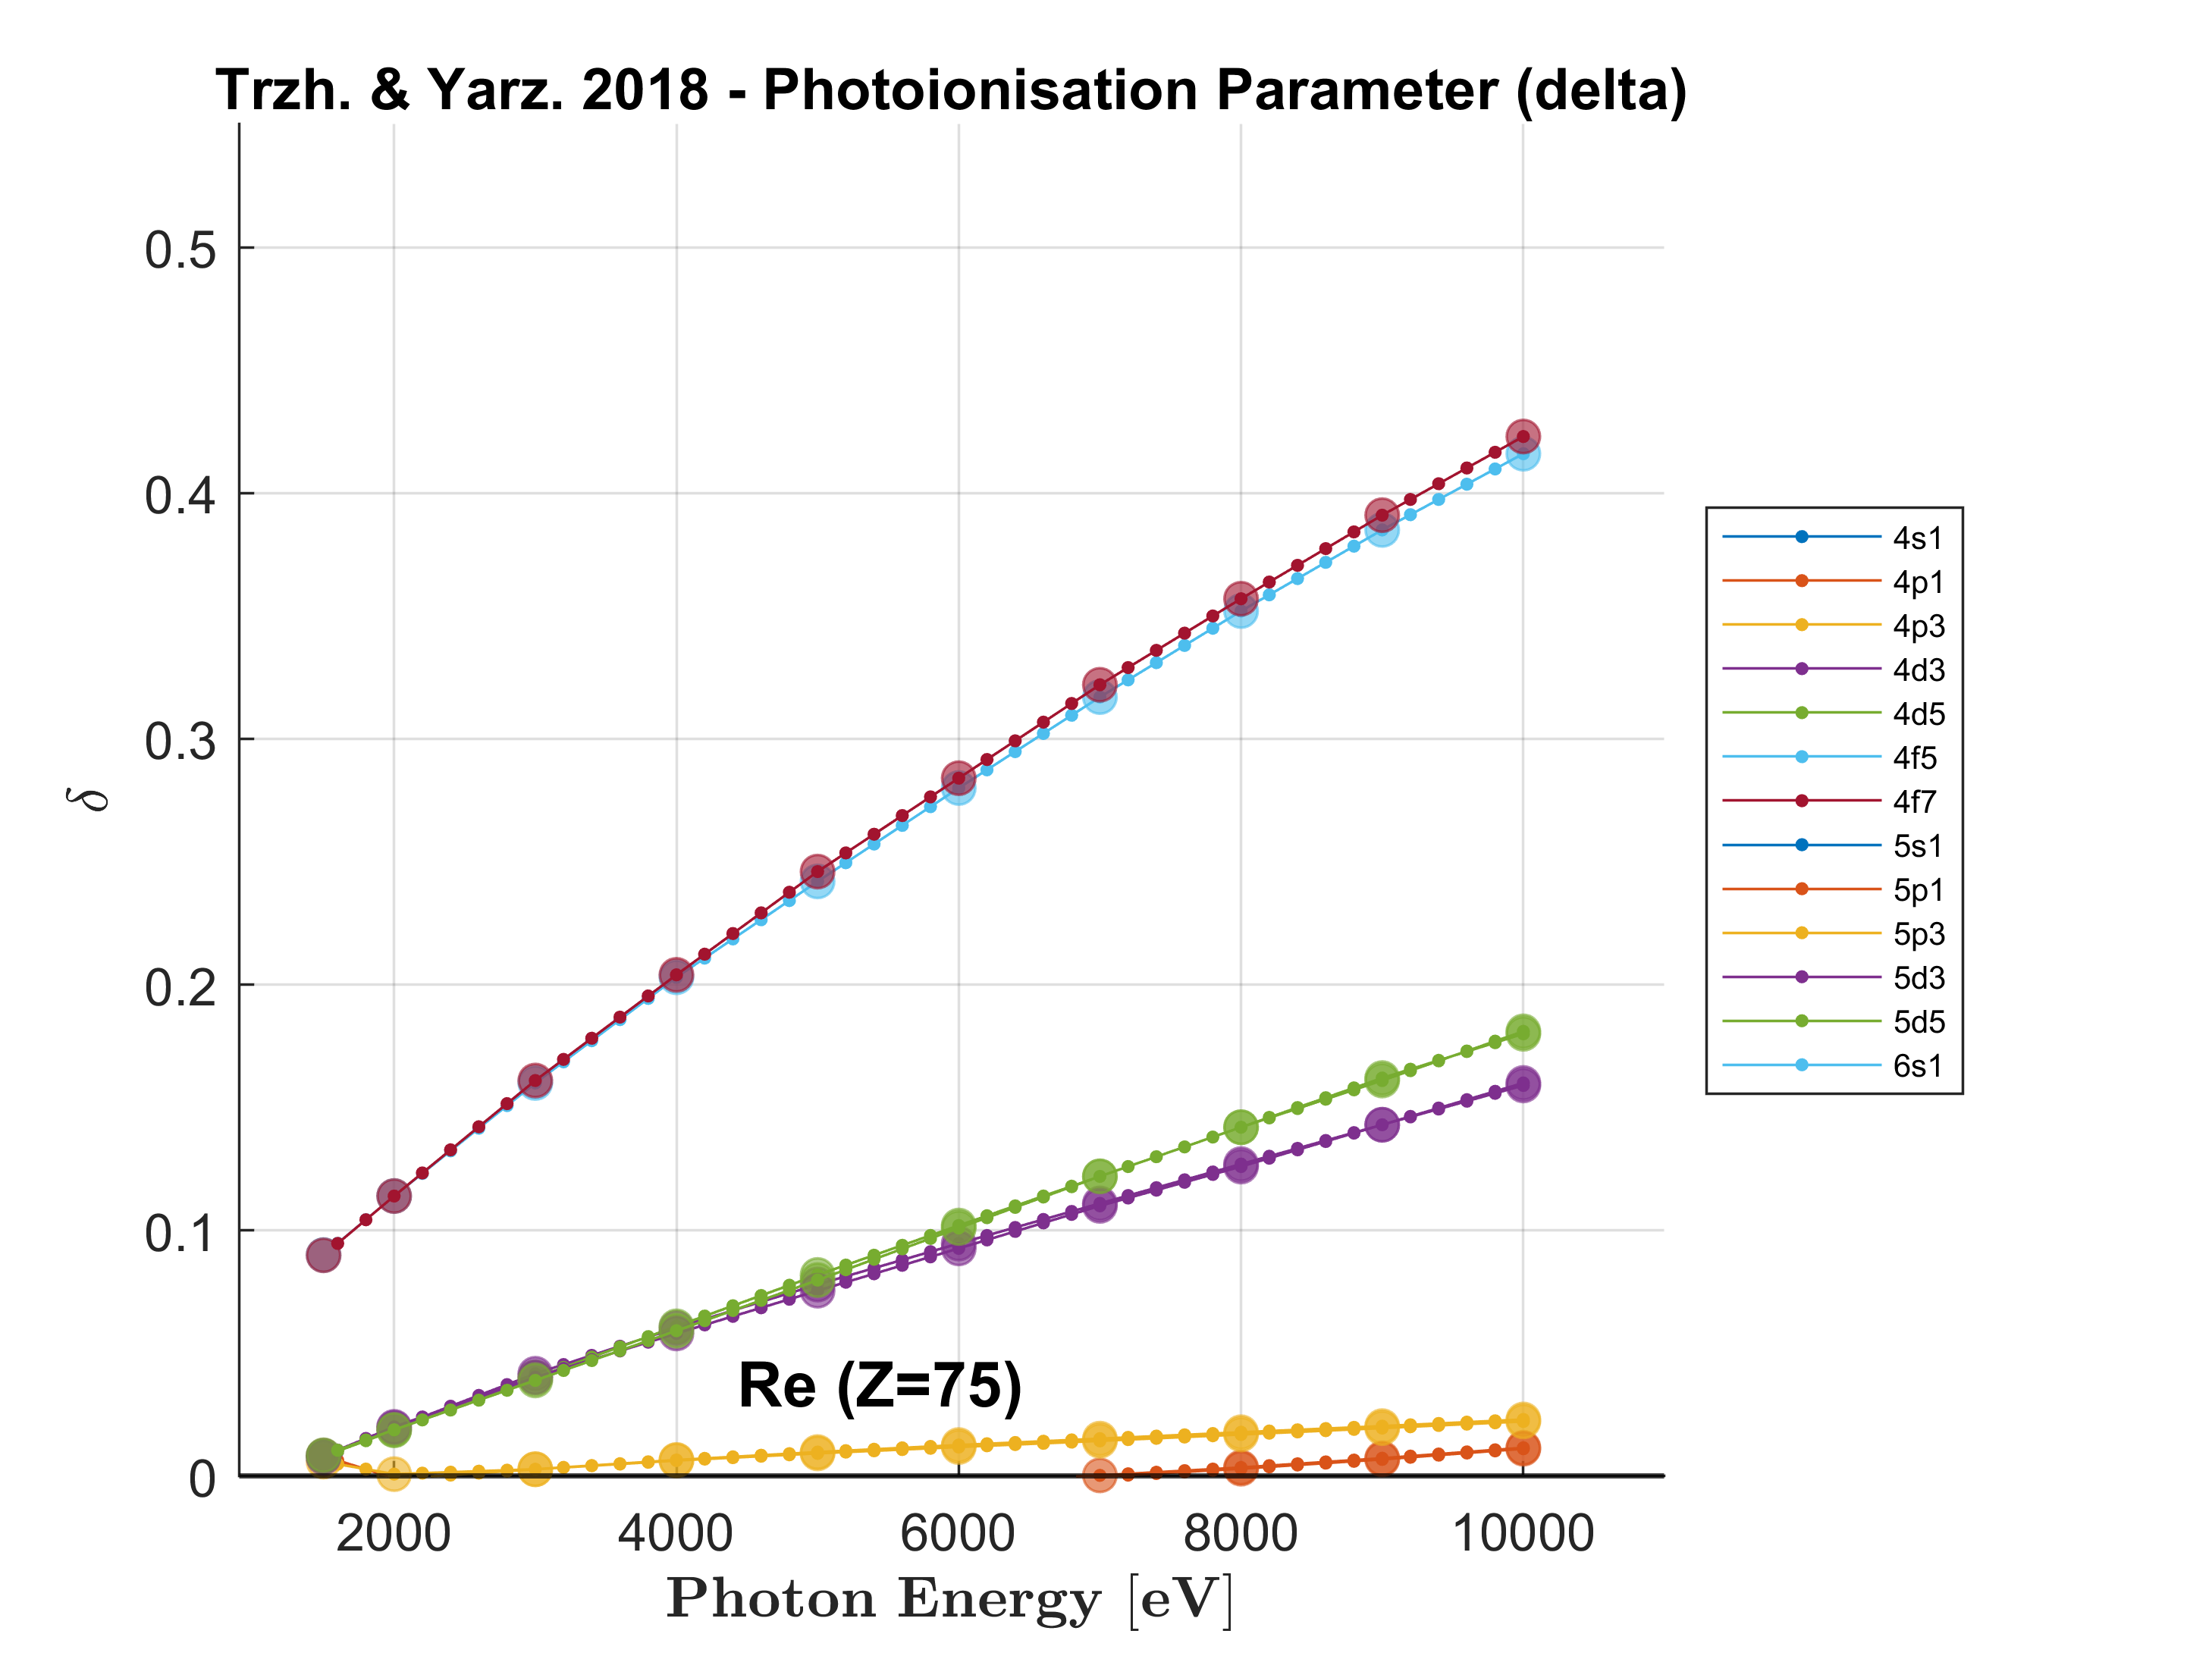 Trzh. & Yarz. 2018 - Photoionisation Parameter (delta)
0.5
0.4
0.3
0.2
0.1
0
δ
2000 4000 6000 8000 10000
Photon Energy [eV]
Re (Z=75)
4s1
4p1
4p3
4d3
4d5
4f5
4f7
5s1
5p1
5p3
5d3
5d5
6s1